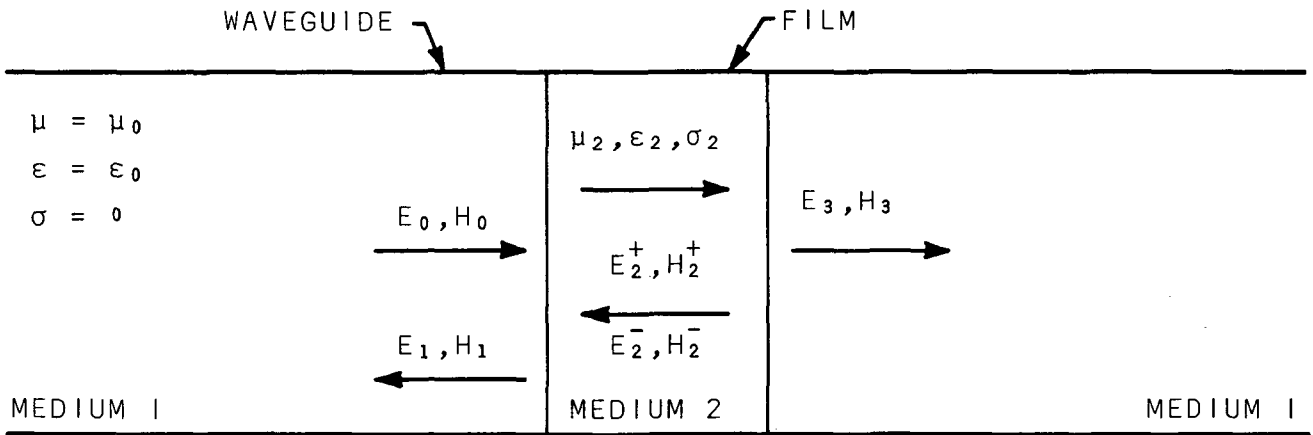 WAVEGUIDE
FILM
μ = μ₀
ε = ε₀
σ = 0
μ₂,ε₂,σ₂
E₀,H₀
E₃,H₃
E₂⁺,H₂⁺
E₁,H₁
E₂⁻,H₂⁻
MEDIUM I
MEDIUM 2
MEDIUM I